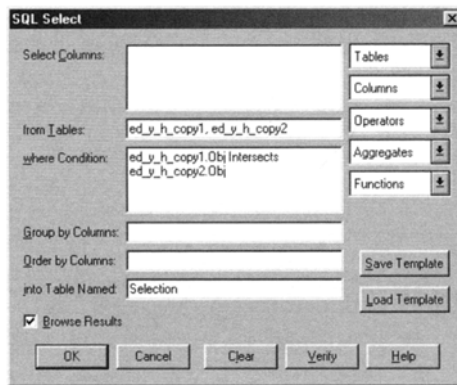 SQL Select
Select Columns:
Tables
Columns
from Tables: ed_y_h_copy1, ed_y_h_copy2
Operators
where Condition: ed_y_h_copy1.Obj Intersects
ed_y_h_copy2.Obj
Aggregates
Functions
Group by Columns:
Order by Columns:
Save Template
into Table Named: Selection
Load Template
Browse Results
OK Cancel Clear Verify Help